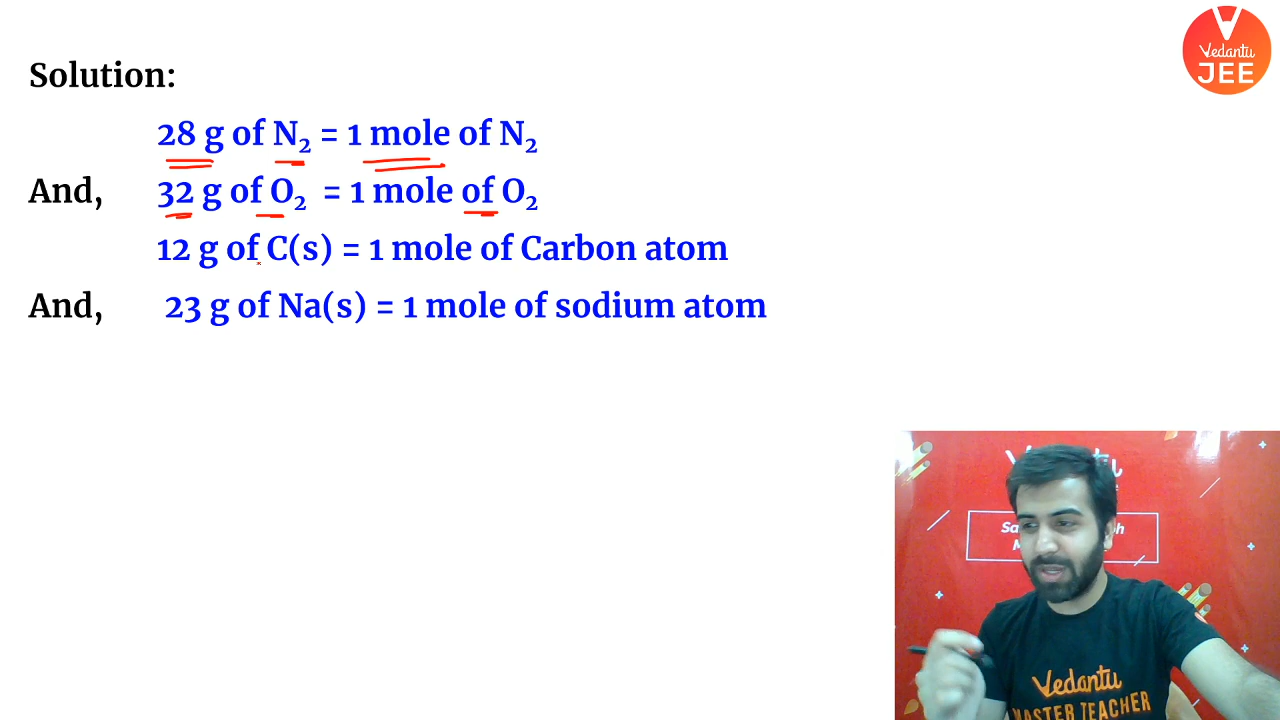 Solution:
28 g of N₂ = 1 mole of N₂
And, 32 g of O₂ = 1 mole of O₂
12 g of C(s) = 1 mole of Carbon atom
And, 23 g of Na(s) = 1 mole of sodium atom
Vedantu
JEE
Vedantu
MASTER TEACHER